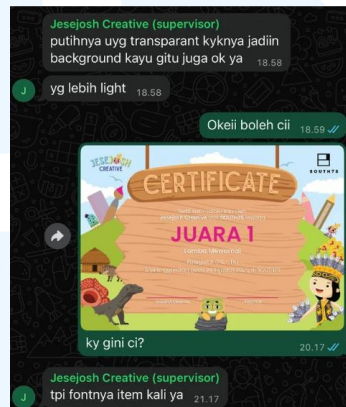 Jesejosh Creative (supervisor)
putihnya uyg transparant kyknya jadiin
background kayu gitu juga ok ya 18.58
J
yg lebih light 18.58
Okeii boleh cii 18.59
JESEJOSH
CREATIVE
SOUTH78
CERTIFICATE
JUARA 1
ky gini ci? 20.17
Jesejosh Creative (supervisor)
J
tpi fontnya item kali ya 21.17